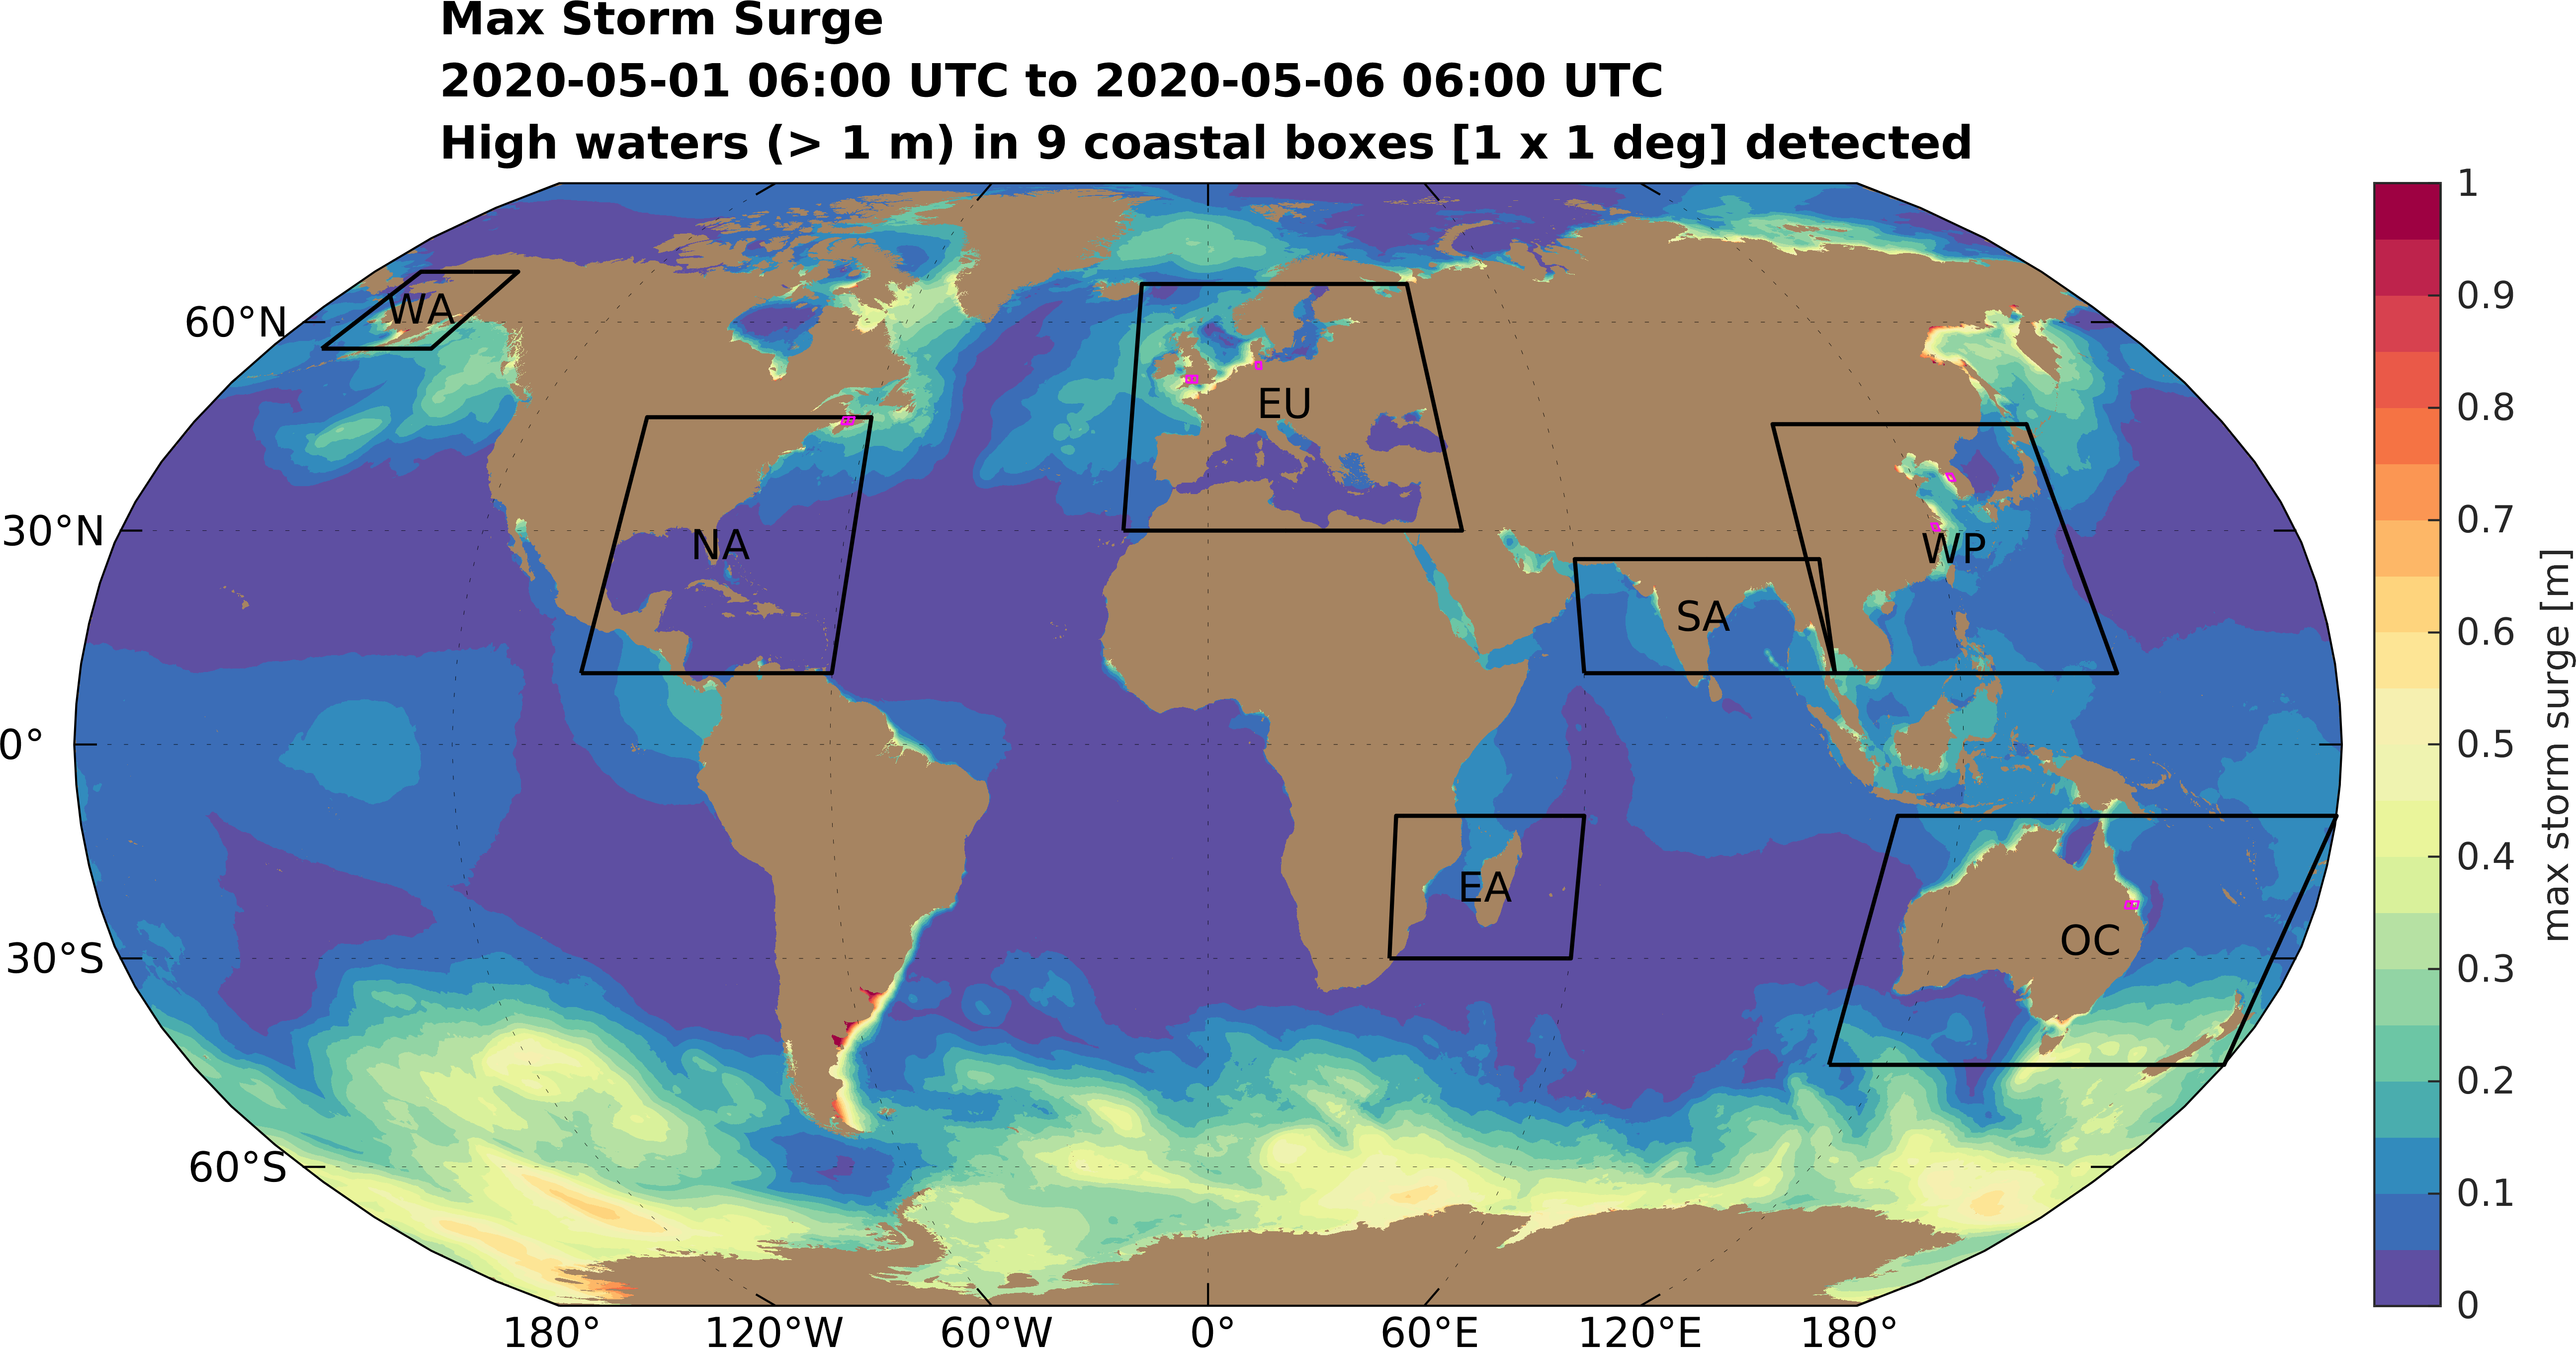 Max Storm Surge
2020-05-01 06:00 UTC to 2020-05-06 06:00 UTC
High waters (> 1 m) in 9 coastal boxes [1 x 1 deg] detected
60°N
30°N
0°
30°S
60°S
WA
NA
EU
SA
WP
EA
OC
180°
120°W
60°W
0°
60°E
120°E
180°
1
0.9
0.8
0.7
0.6
0.5
0.4
0.3
0.2
0.1
0
max storm surge [m]